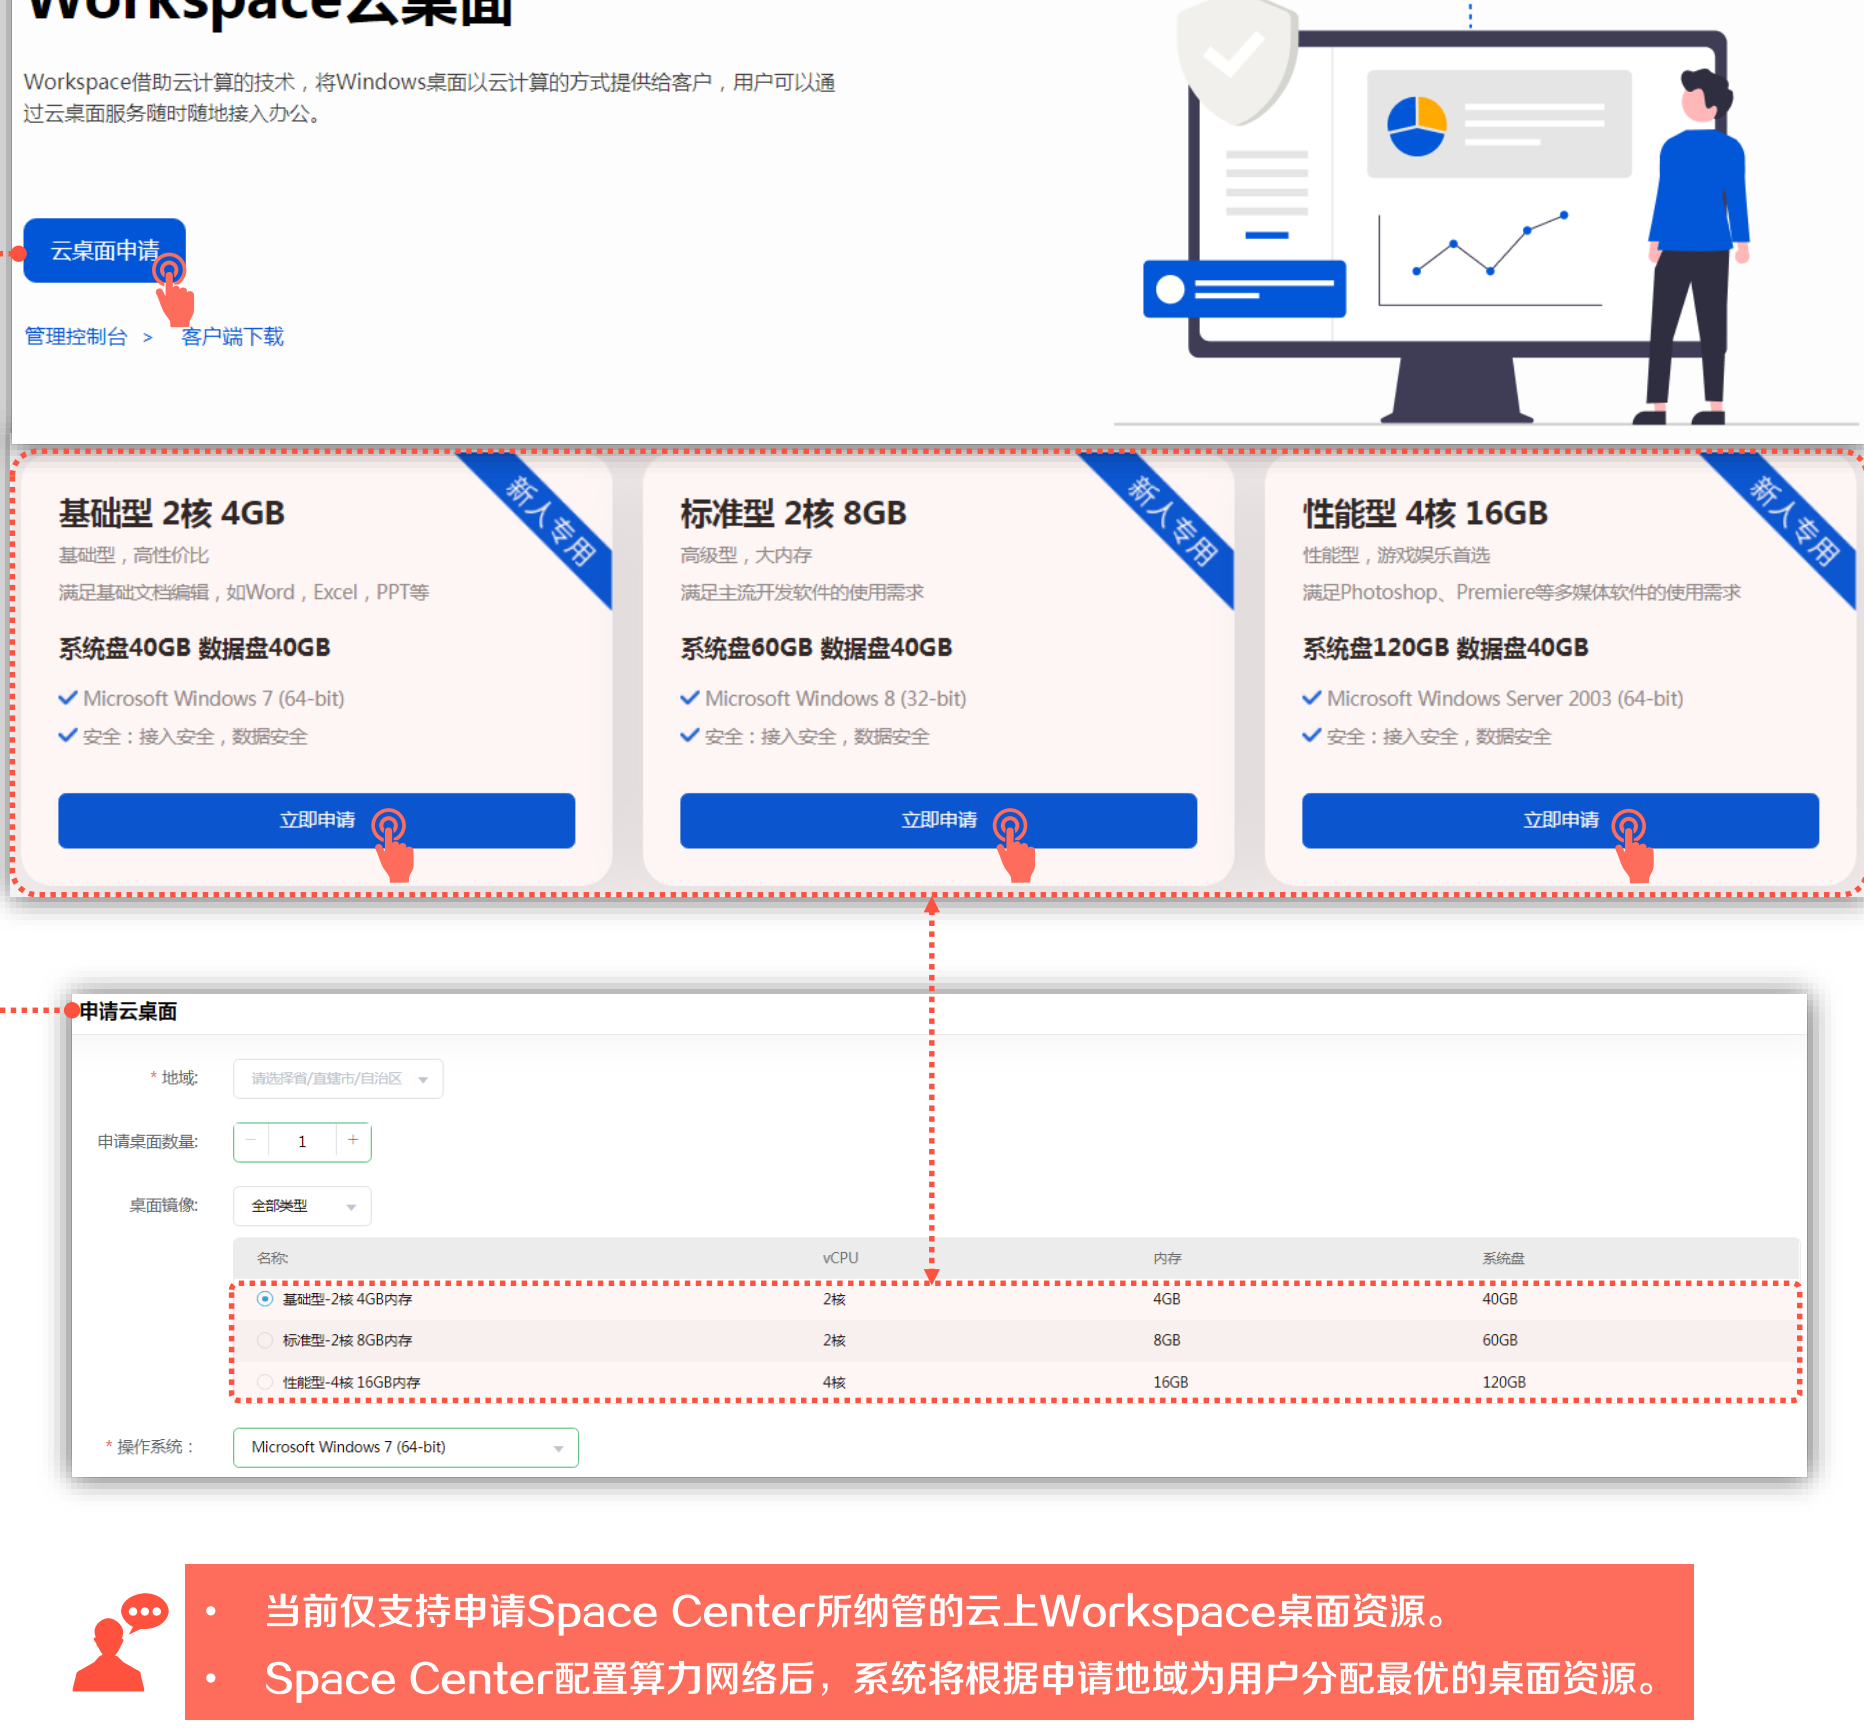 Workspace云桌面
Workspace借助云计算的技术，将Windows桌面以云计算的方式提供给客户，用户可以通
过云桌面服务随时随地接入办公。
云桌面申请
管理控制台 > 客户端下载
基础型 2核 4GB
新人专用
基础型，高性价比
满足基础文档编辑，如Word，Excel，PPT等
系统盘40GB 数据盘40GB
Microsoft Windows 7 (64-bit)
安全：接入安全，数据安全
立即申请
标准型 2核 8GB
新人专用
高级型，大内存
满足主流开发软件的使用需求
系统盘60GB 数据盘40GB
Microsoft Windows 8 (32-bit)
安全：接入安全，数据安全
立即申请
性能型 4核 16GB
新人专用
性能型，游戏娱乐首选
满足Photoshop、Premiere等多媒体软件的使用需求
系统盘120GB 数据盘40GB
Microsoft Windows Server 2003 (64-bit)
安全：接入安全，数据安全
立即申请
申请云桌面
* 地域: 请选择省/直辖市/自治区
申请桌面数量: − 1 +
桌面镜像: 全部类型
名称: vCPU 内存 系统盘
基础型-2核 4GB内存 2核 4GB 40GB
标准型-2核 8GB内存 2核 8GB 60GB
性能型-4核 16GB内存 4核 16GB 120GB
* 操作系统： Microsoft Windows 7 (64-bit)
• 当前仅支持申请Space Center所纳管的云上Workspace桌面资源。
• Space Center配置算力网络后，系统将根据申请地域为用户分配最优的桌面资源。